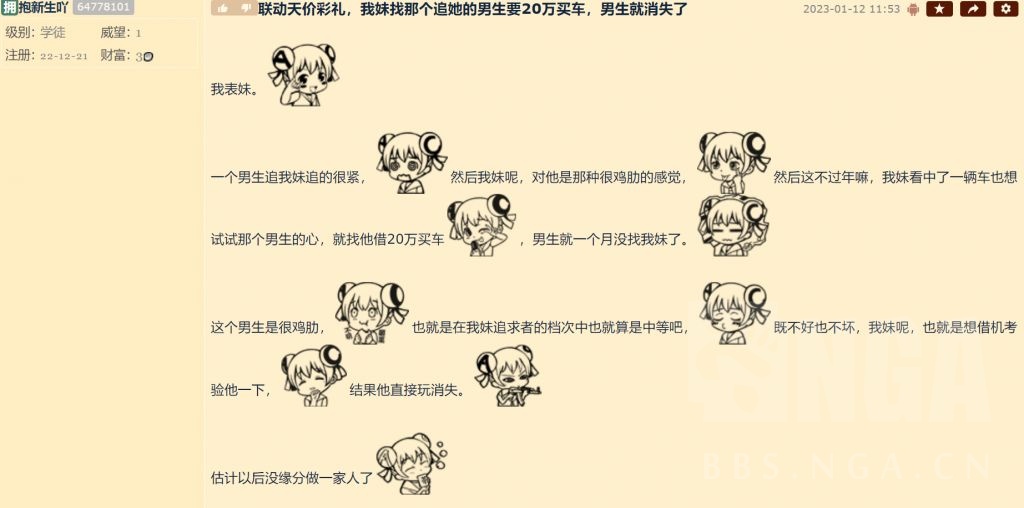 拥抱新生吖 64778101
级别: 学徒 威望: 1
注册: 22-12-21 财富: 3
联动天价彩礼，我妹找那个追她的男生要20万买车，男生就消失了
2023-01-12 11:53
我表妹。
一个男生追我妹追的很紧， 然后我妹呢，对他是那种很鸡肋的感觉， 然后这不过年嘛，我妹看中了一辆车也想
试试那个男生的心，就找他借20万买车 ，男生就一个月没找我妹了。
这个男生是很鸡肋， 也就是在我妹追求者的档次中也就算是中等吧， 既不好也不坏，我妹呢，也就是想借机考
验他一下， 结果他直接玩消失。
估计以后没缘分做一家人了
NGA
BBS.NGA.CN